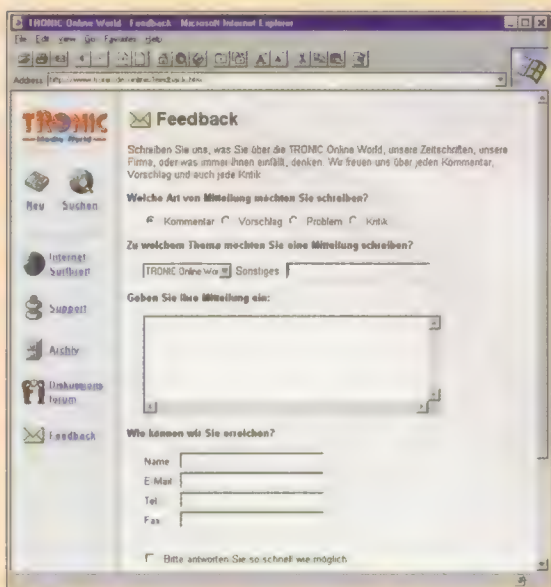 TRONIC Online World Feedback Microsoft Internet Explorer
File Edit View Go Favorites Help
Address
TRONIC
Media World
Neu Suchen
Internet
Surfbrett
Support
Archiv
Diskussions
forum
Feedback
Feedback
Schreiben Sie uns, was Sie über die TRONIC Online World, unsere Zeitschriften, unsere
Firma, oder was immer Ihnen einfällt, denken. Wir freuen uns über jeden Kommentar,
Vorschlag und auch jede Kritik
Welche Art von Mitteilung möchten Sie schreiben?
Kommentar Vorschlag Problem Kritik
Zu welchem Thema möchten Sie eine Mitteilung schreiben?
TRONIC Online Wor Sonstiges
Geben Sie Ihre Mitteilung ein:
Wie können wir Sie erreichen?
Name
E-Mail
Tel
Fax
Bitte antworten Sie so schnell wie möglich